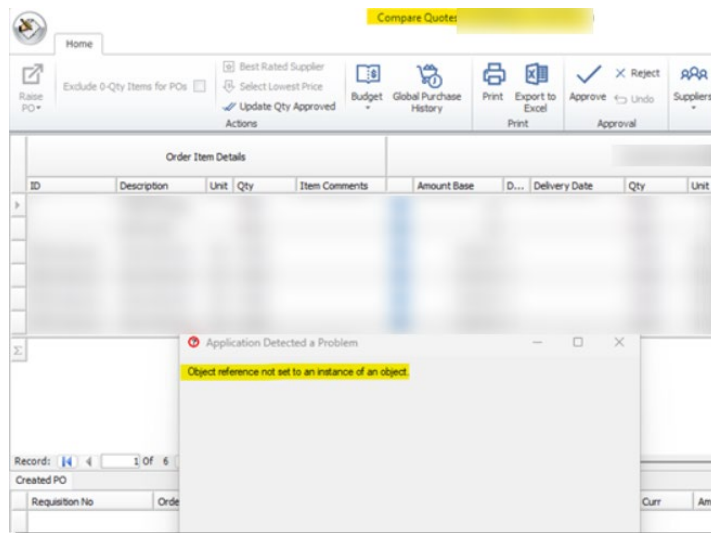 Compare Quotes
Home
Raise PO
Exclude 0-Qty Items for POs
Best Rated Supplier
Select Lowest Price
Update Qty Approved
Actions
Budget
Global Purchase History
Print
Export to Excel
Print
Approve
Reject
Undo
Approval
Suppliers
Order Item Details
ID Description Unit Qty Item Comments Amount Base D... Delivery Date Qty Unit
Σ
Application Detected a Problem
Object reference not set to an instance of an object.
Record: 1 Of 6
Created PO
Requisition No Orde Curr Am